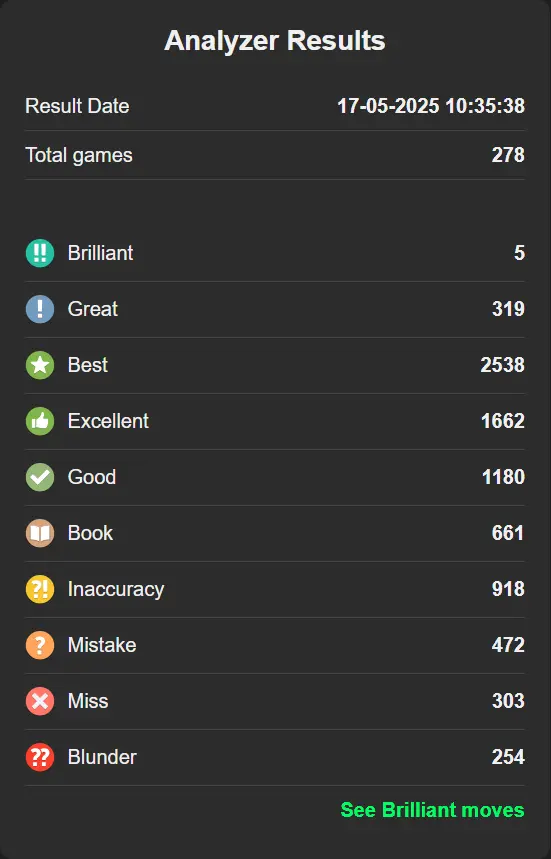 Analyzer Results
Result Date 17-05-2025 10:35:38
Total games 278
!! Brilliant 5
! Great 319
Best 2538
Excellent 1662
Good 1180
Book 661
?! Inaccuracy 918
? Mistake 472
Miss 303
?? Blunder 254
See Brilliant moves